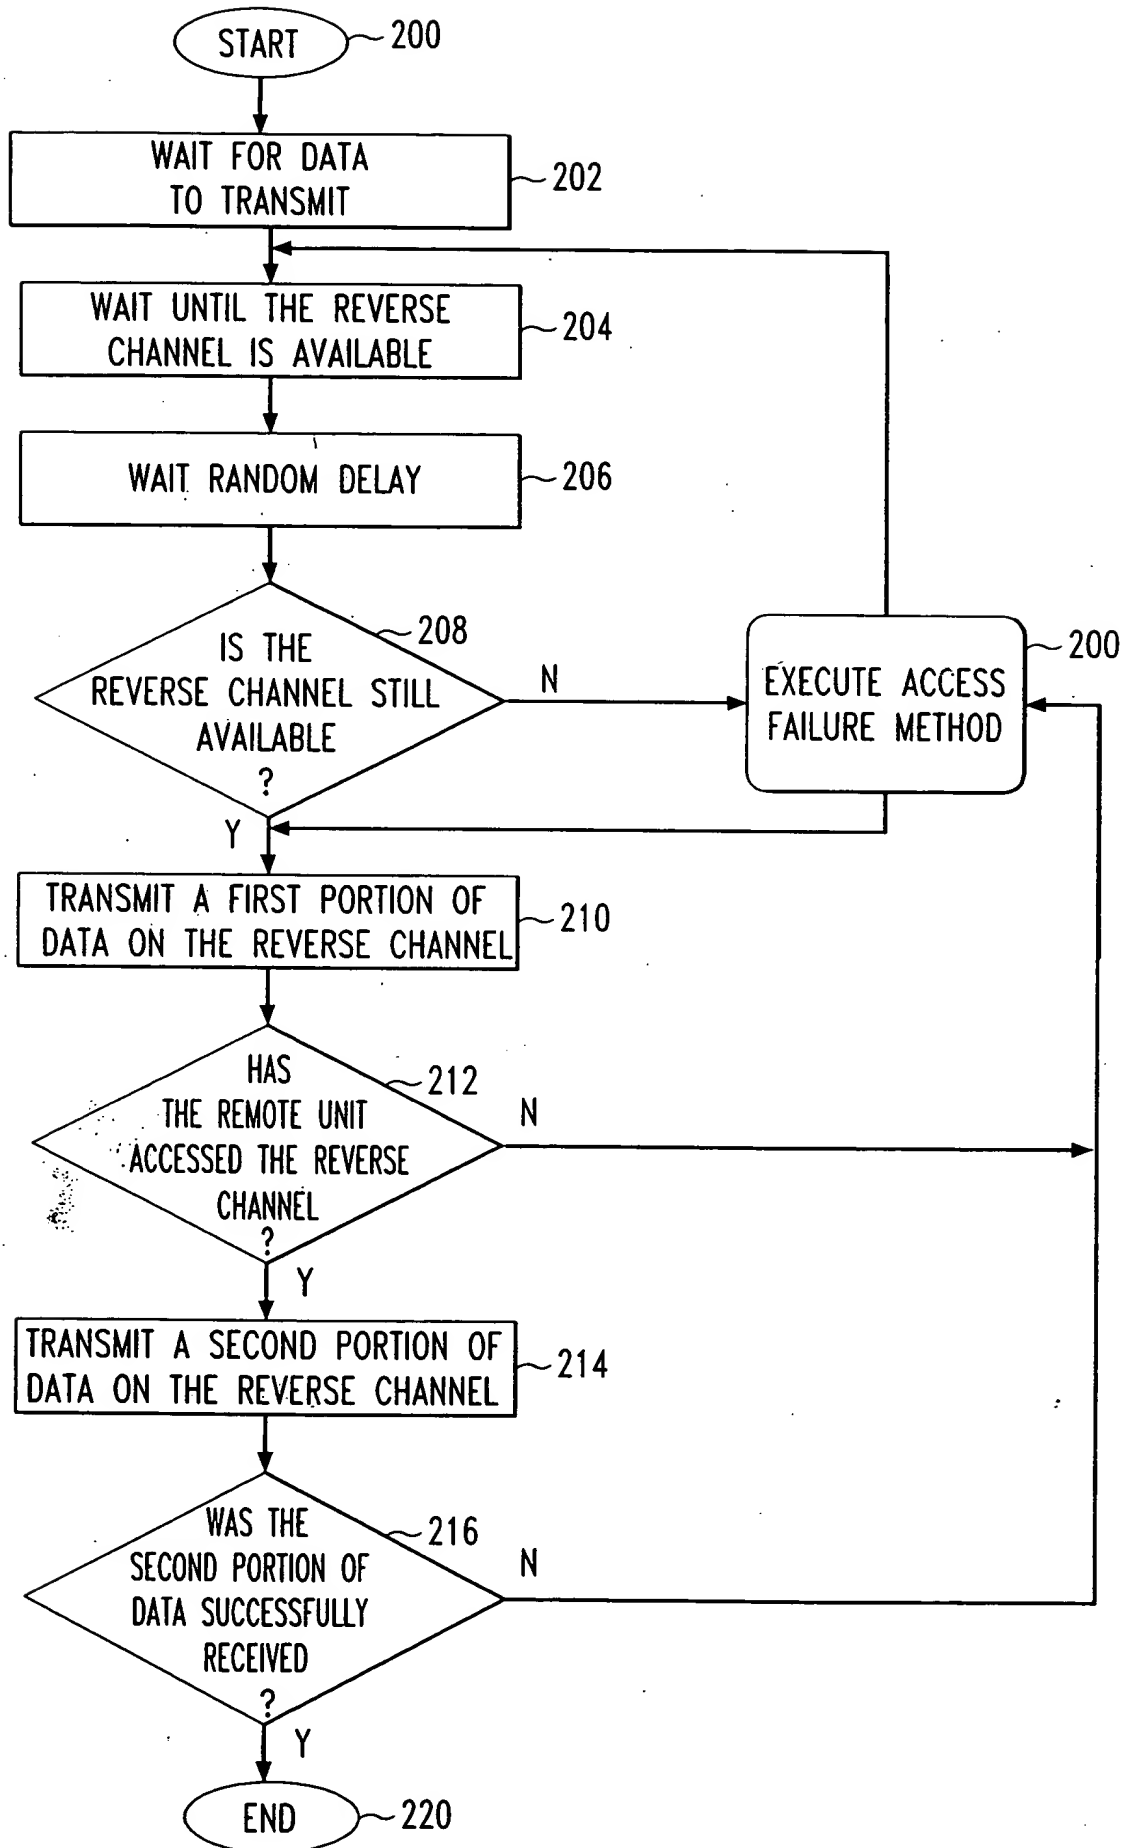 START
200
WAIT FOR DATA
TO TRANSMIT
202
WAIT UNTIL THE REVERSE
CHANNEL IS AVAILABLE
204
WAIT RANDOM DELAY
206
IS THE
REVERSE CHANNEL STILL
AVAILABLE
?
208
N
Y
EXECUTE ACCESS
FAILURE METHOD
200
TRANSMIT A FIRST PORTION OF
DATA ON THE REVERSE CHANNEL
210
HAS
THE REMOTE UNIT
ACCESSED THE REVERSE
CHANNEL
?
212
N
Y
TRANSMIT A SECOND PORTION OF
DATA ON THE REVERSE CHANNEL
214
WAS THE
SECOND PORTION OF
DATA SUCCESSFULLY
RECEIVED
?
216
N
Y
END
220